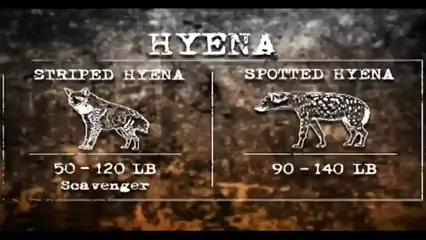 HYENA
STRIPED HYENA
50 - 120 LB
Scavenger
SPOTTED HYENA
90 - 140 LB